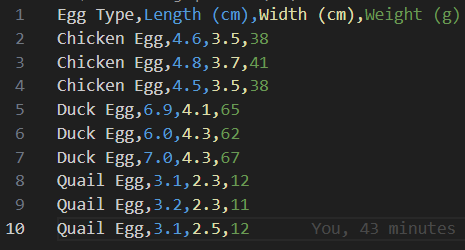 1 Egg Type,Length (cm),Width (cm),Weight (g)
2 Chicken Egg,4.6,3.5,38
3 Chicken Egg,4.8,3.7,41
4 Chicken Egg,4.5,3.5,38
5 Duck Egg,6.9,4.1,65
6 Duck Egg,6.0,4.3,62
7 Duck Egg,7.0,4.3,67
8 Quail Egg,3.1,2.3,12
9 Quail Egg,3.2,2.3,11
10 Quail Egg,3.1,2.5,12 You, 43 minutes